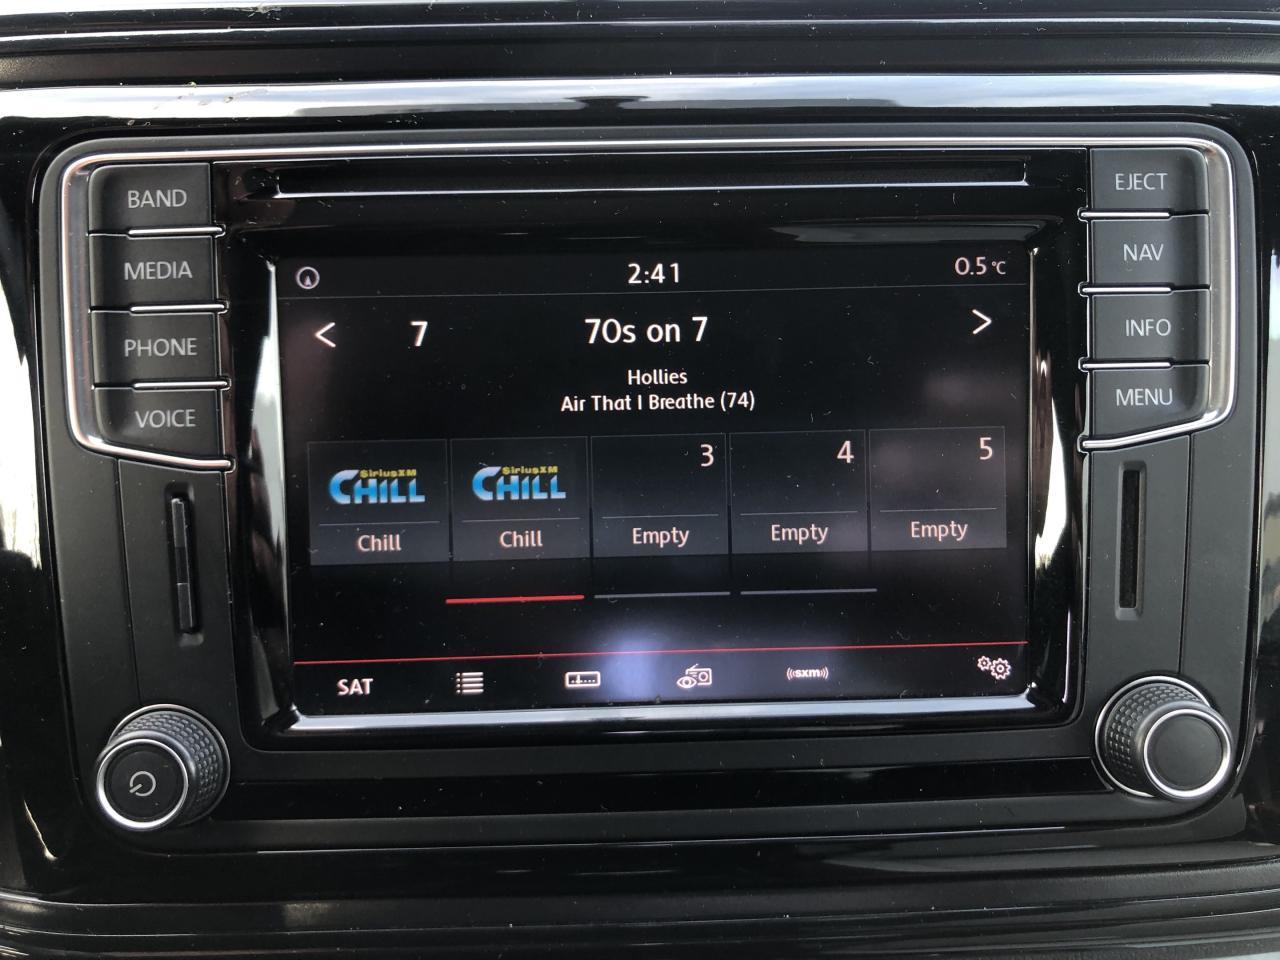 BAND
MEDIA
PHONE
VOICE
EJECT
NAV
INFO
MENU
2:41
0.5 °C
< 7 70s on 7 >
Hollies
Air That I Breathe (74)
SiriusXM
CHILL
Chill
SiriusXM
CHILL
Chill
3
Empty
4
Empty
5
Empty
SAT
((sxm))